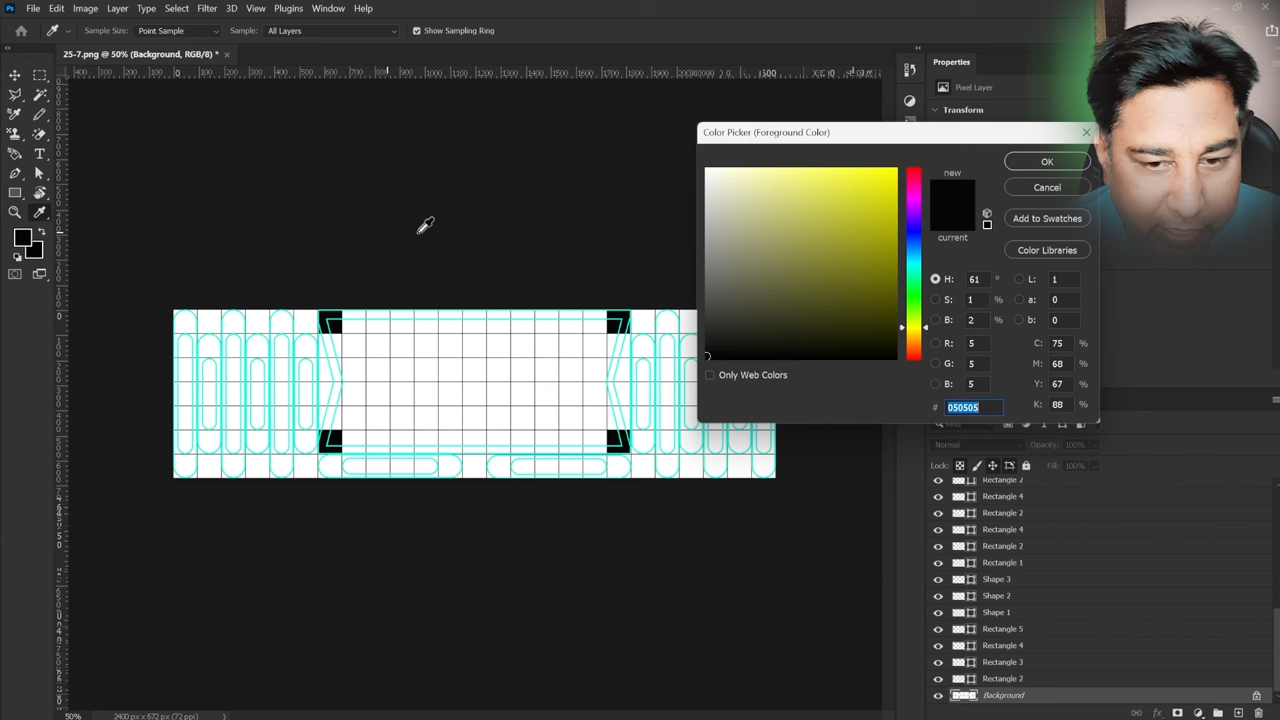 Ps File Edit Image Layer Type Select Filter 3D View Plugins Window Help
Sample Size: Point Sample Sample: All Layers Show Sampling Ring
25-7.png @ 50% (Background, RGB/8) *
Properties
Pixel Layer
Transform
Color Picker (Foreground Color)
new
current
OK
Cancel
Add to Swatches
Color Libraries
H: 61 ° L: 1
S: 1 % a: 0
B: 2 % b: 0
R: 5 C: 75 %
G: 5 M: 68 %
B: 5 Y: 67 %
# 050505 K: 88 %
Only Web Colors
Normal Opacity: 100%
Lock: Fill: 100%
Rectangle 2
Rectangle 4
Rectangle 2
Rectangle 4
Rectangle 2
Rectangle 1
Shape 3
Shape 2
Shape 1
Rectangle 5
Rectangle 4
Rectangle 3
Rectangle 2
Background
50% 2400 px x 672 px (72 ppi)